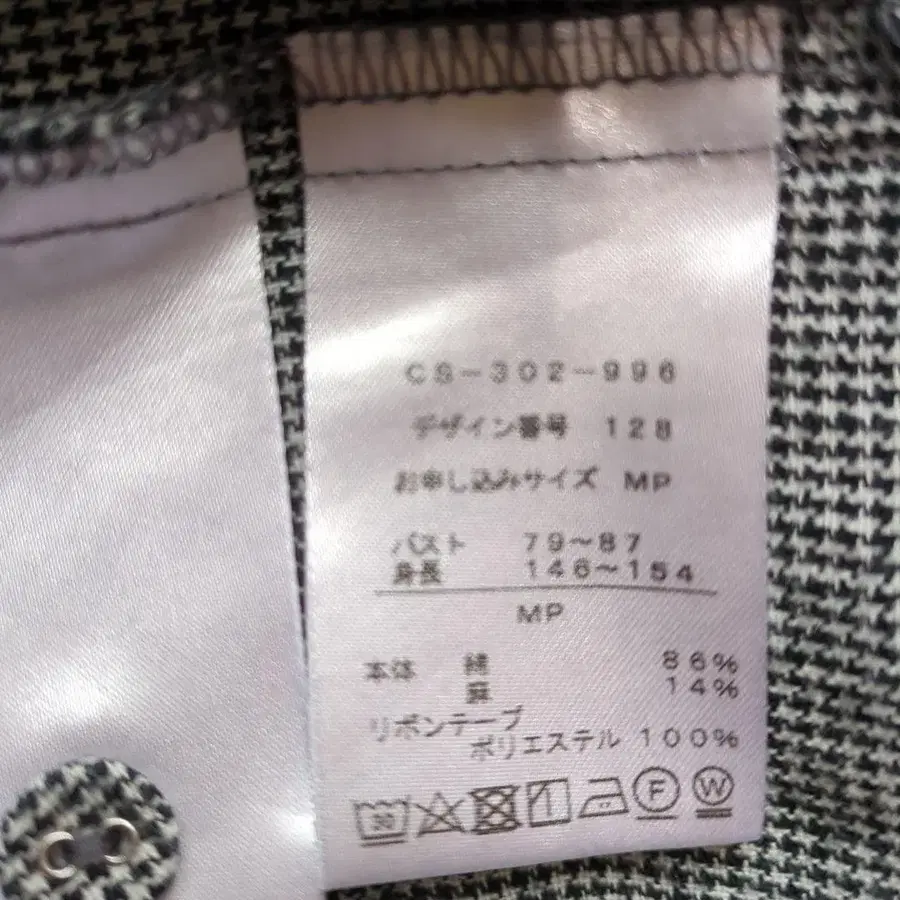 CS-302-996
デザイン番号 128
お申し込みサイズ MP
バスト 79~87
身長 146~154
MP
本体 綿 86%
麻 14%
リボンテープ
ポリエステル 100%
30 F W